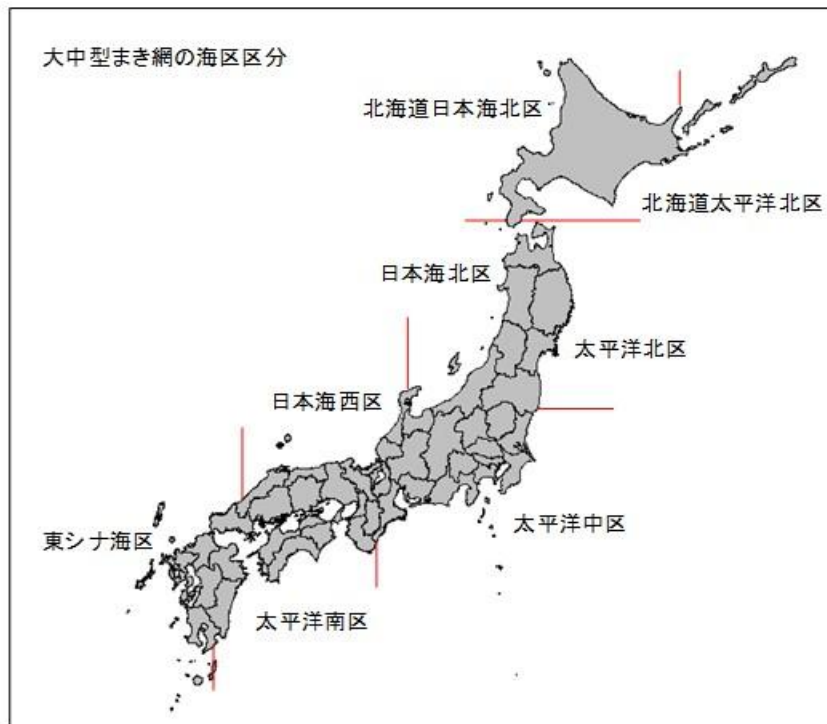 大中型まき網の海区区分
北海道日本海北区
北海道太平洋北区
日本海北区
太平洋北区
日本海西区
太平洋中区
東シナ海区
太平洋南区